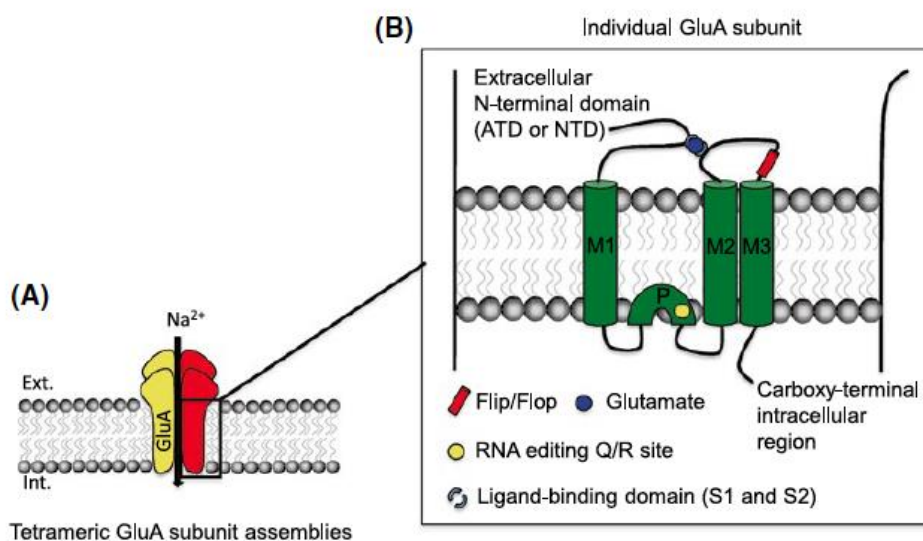 (A)
Na²⁺
Ext.
GluA
Int.
Tetrameric GluA subunit assemblies
(B)
Individual GluA subunit
Extracellular
N-terminal domain
(ATD or NTD)
M1
M2
M3
P
Carboxy-terminal
intracellular
region
Flip/Flop
Glutamate
RNA editing Q/R site
Ligand-binding domain (S1 and S2)